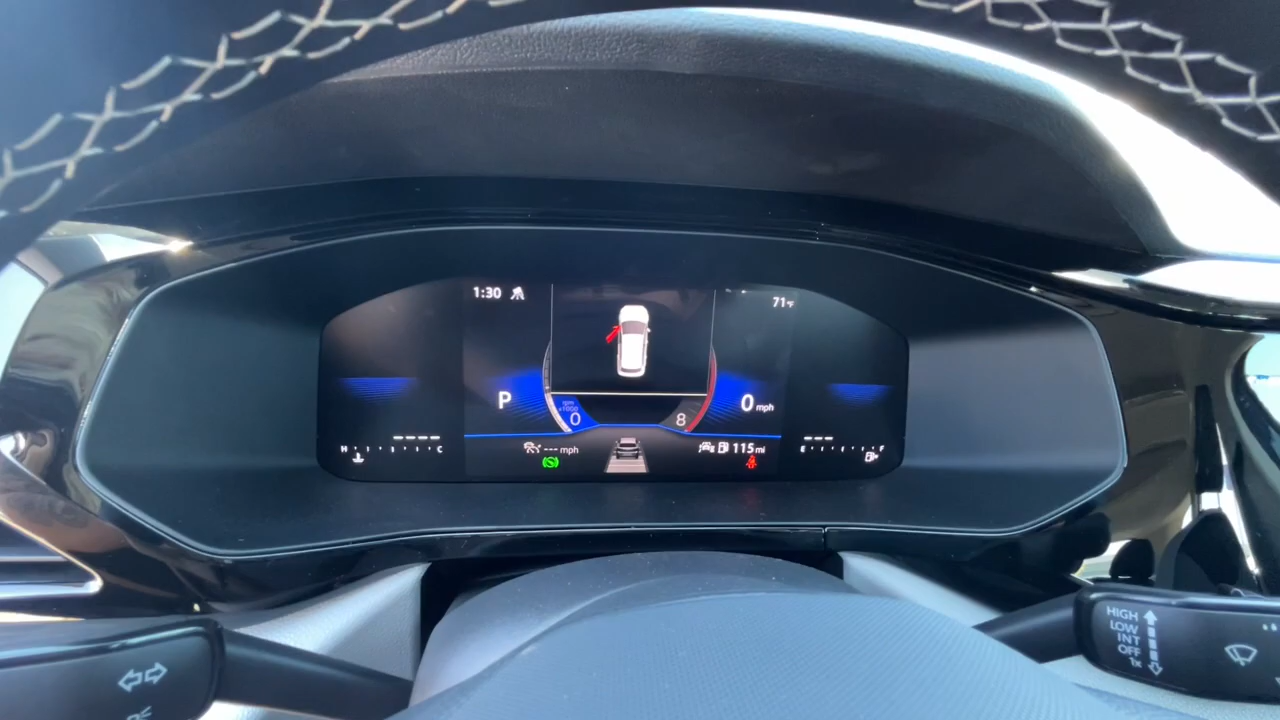 1:30
71°F
P
rpm
x1000
0
8
0 mph
--- mph
115 mi
H
C
E
F
HIGH
LOW
INT
OFF
1x